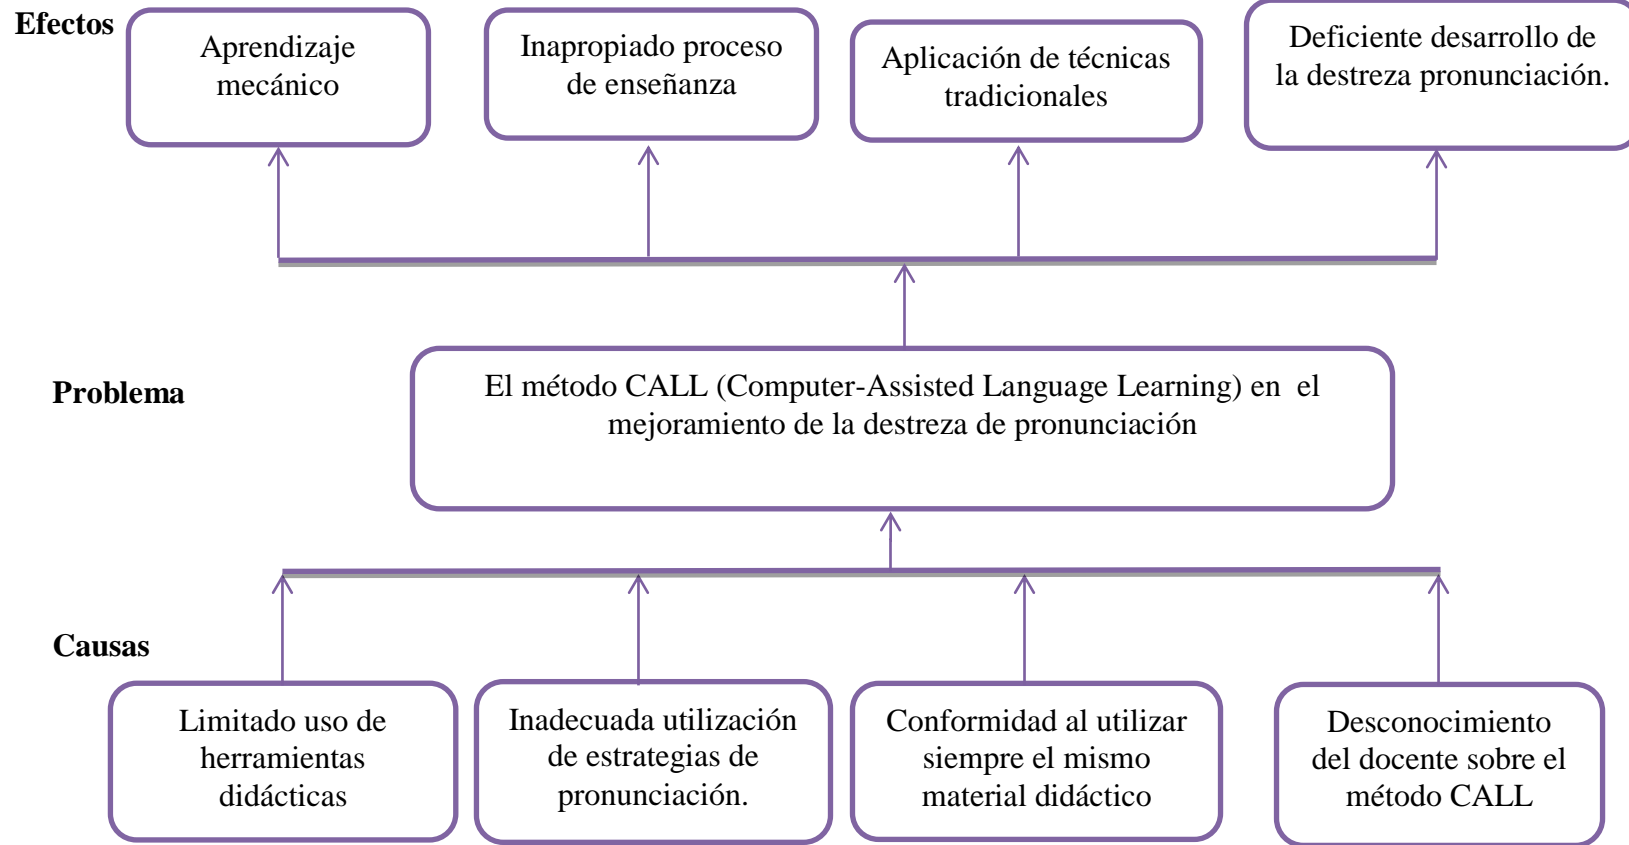 Efectos
Aprendizaje
mecánico
Inapropiado proceso
de enseñanza
Aplicación de técnicas
tradicionales
Deficiente desarrollo de
la destreza pronunciación.
Problema
El método CALL (Computer-Assisted Language Learning) en  el
mejoramiento de la destreza de pronunciación
Causas
Limitado uso de
herramientas
didácticas
Inadecuada utilización
de estrategias de
pronunciación.
Conformidad al utilizar
siempre el mismo
material didáctico
Desconocimiento
del docente sobre el
método CALL